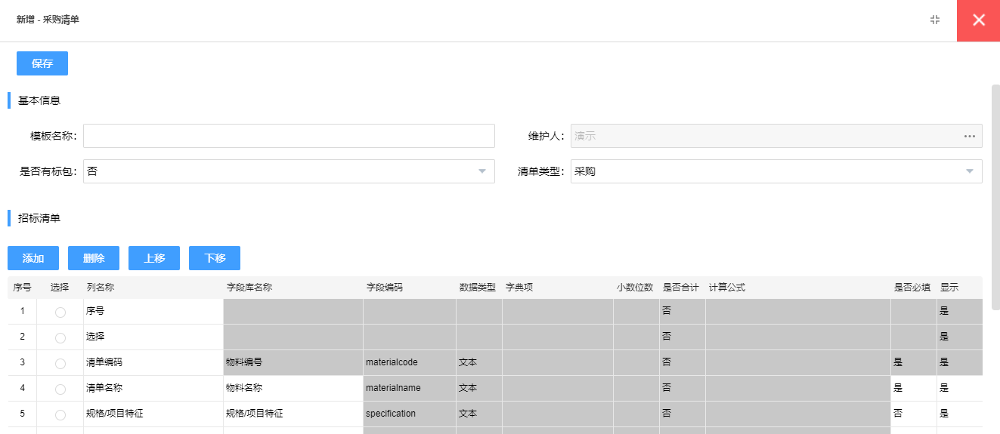 新增 - 采购清单
保存
基本信息
模板名称: 维护人: 演示
是否有标包: 否 清单类型: 采购
招标清单
添加 删除 上移 下移
序号 选择 列名称 字段库名称 字段编码 数据类型 字典项 小数位数 是否合计 计算公式 是否必填 显示
1 序号 否 是
2 选择 否 是
3 清单编码 物料编号 materialcode 文本 否 是 是
4 清单名称 物料名称 materialname 文本 否 是 是
5 规格/项目特征 规格/项目特征 specification 文本 否 否 是